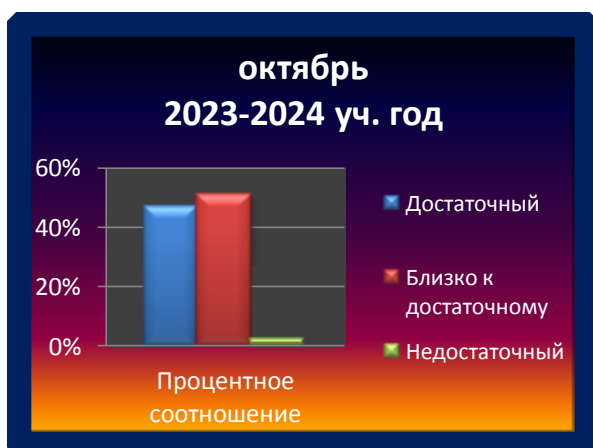 октябрь
2023-2024 уч. год
60%
40%
20%
0%
Процентное
соотношение
Достаточный
Близко к
достаточному
Недостаточный